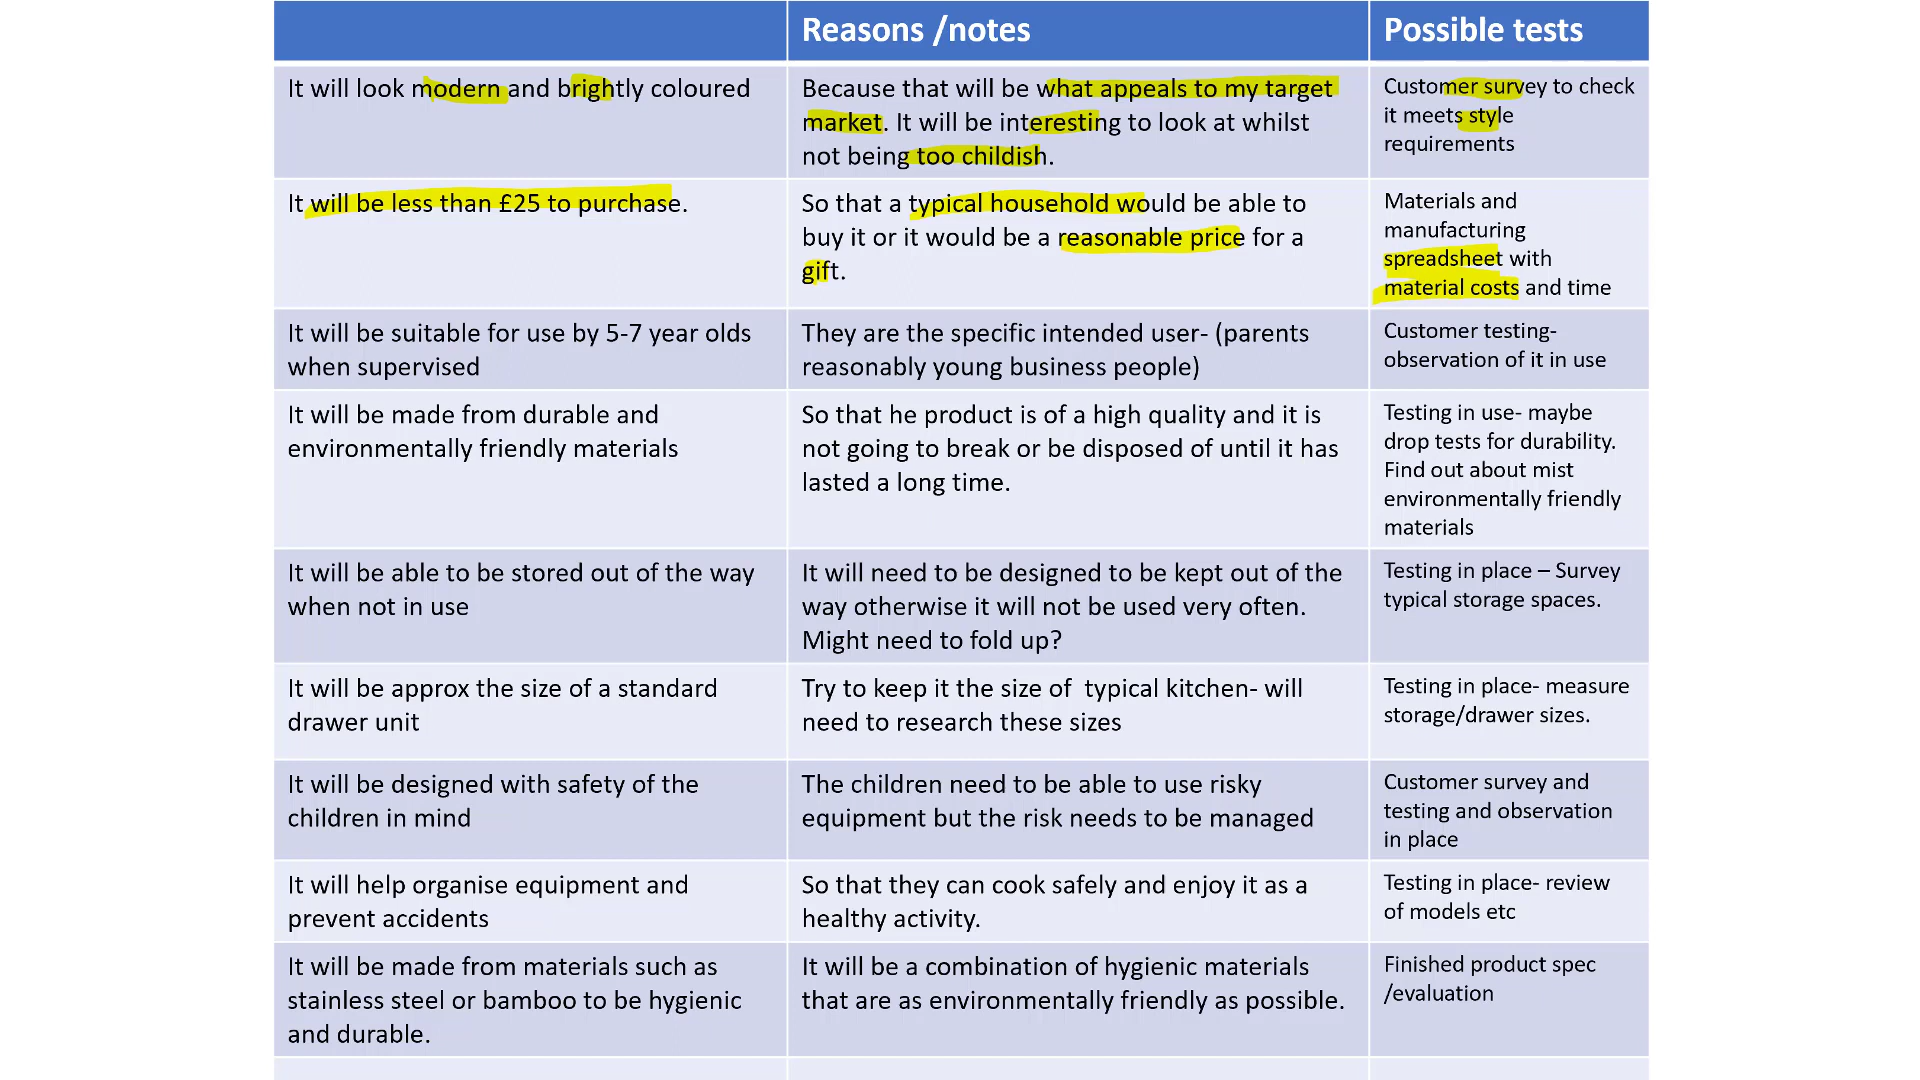 Reasons /notes
Possible tests
It will look modern and brightly coloured
Because that will be what appeals to my target
market. It will be interesting to look at whilst
not being too childish.
Customer survey to check
it meets style
requirements
It will be less than £25 to purchase.
So that a typical household would be able to
buy it or it would be a reasonable price for a
gift.
Materials and
manufacturing
spreadsheet with
material costs and time
It will be suitable for use by 5-7 year olds
when supervised
They are the specific intended user- (parents
reasonably young business people)
Customer testing-
observation of it in use
It will be made from durable and
environmentally friendly materials
So that he product is of a high quality and it is
not going to break or be disposed of until it has
lasted a long time.
Testing in use- maybe
drop tests for durability.
Find out about mist
environmentally friendly
materials
It will be able to be stored out of the way
when not in use
It will need to be designed to be kept out of the
way otherwise it will not be used very often.
Might need to fold up?
Testing in place – Survey
typical storage spaces.
It will be approx the size of a standard
drawer unit
Try to keep it the size of  typical kitchen- will
need to research these sizes
Testing in place- measure
storage/drawer sizes.
It will be designed with safety of the
children in mind
The children need to be able to use risky
equipment but the risk needs to be managed
Customer survey and
testing and observation
in place
It will help organise equipment and
prevent accidents
So that they can cook safely and enjoy it as a
healthy activity.
Testing in place- review
of models etc
It will be made from materials such as
stainless steel or bamboo to be hygienic
and durable.
It will be a combination of hygienic materials
that are as environmentally friendly as possible.
Finished product spec
/evaluation